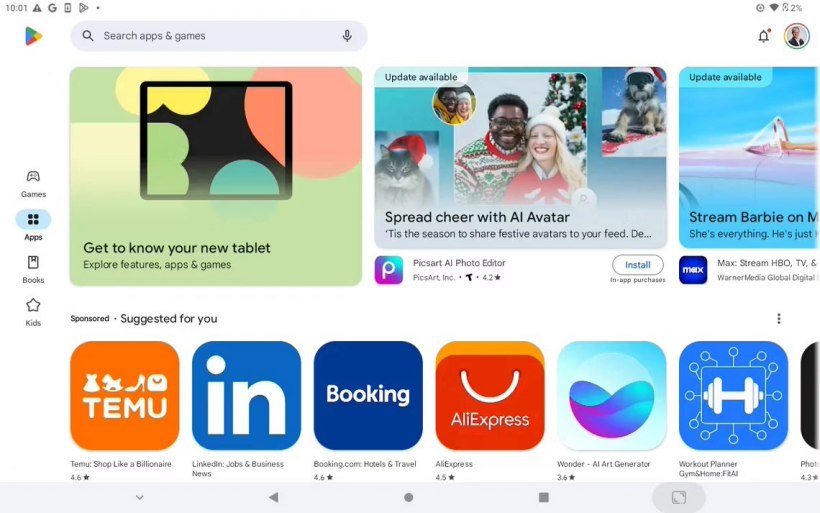 10:01
2%
Search apps & games
Games
Apps
Books
Kids
Get to know your new tablet
Explore features, apps & games
Update available
Spread cheer with AI Avatar
'Tis the season to share festive avatars to your feed. De...
Picsart AI Photo Editor
PicsArt, Inc. • 4.2 ★
Install
In-app purchases
Update available
Stream Barbie on M
She's everything. He's just
max
Max: Stream HBO, TV, &
WarnerMedia Global Digital
Sponsored • Suggested for you
TEMU
in
Booking
AliExpress
Temu: Shop Like a Billionaire
4.6 ★
LinkedIn: Jobs & Business
News
Booking.com: Hotels & Travel
4.6 ★
AliExpress
4.5 ★
Wonder - AI Art Generator
3.6 ★
Workout Planner
Gym&Home:FitAI
Phot
4.3 ★